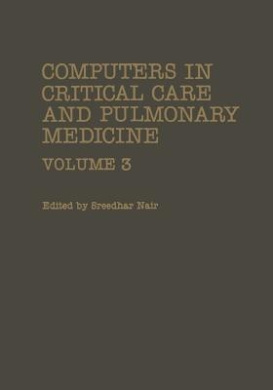 COMPUTERS IN
CRITICAL CARE
AND PULMONARY
MEDICINE
VOLUME 3
Edited by Sreedhar Nair